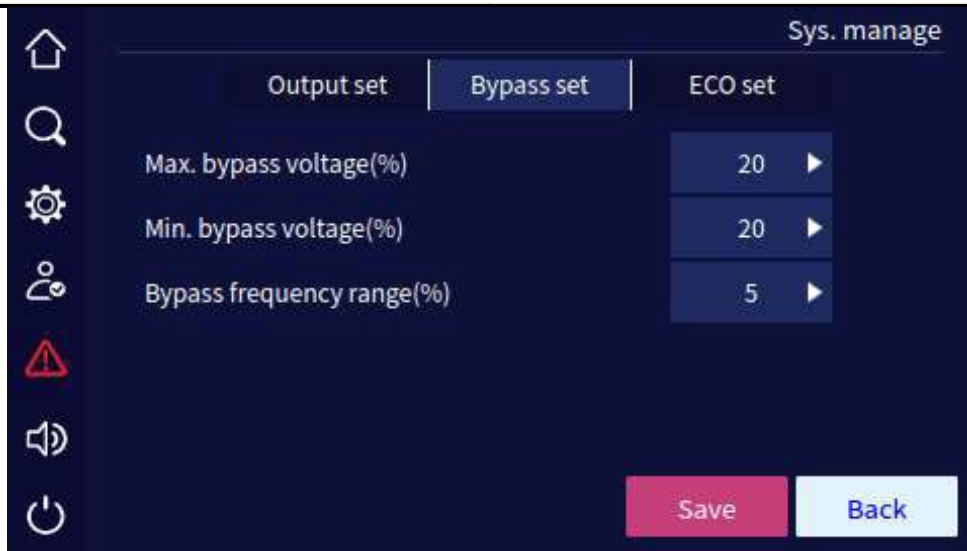 Sys. manage
Output set Bypass set ECO set
Max. bypass voltage(%) 20
Min. bypass voltage(%) 20
Bypass frequency range(%) 5
Save Back